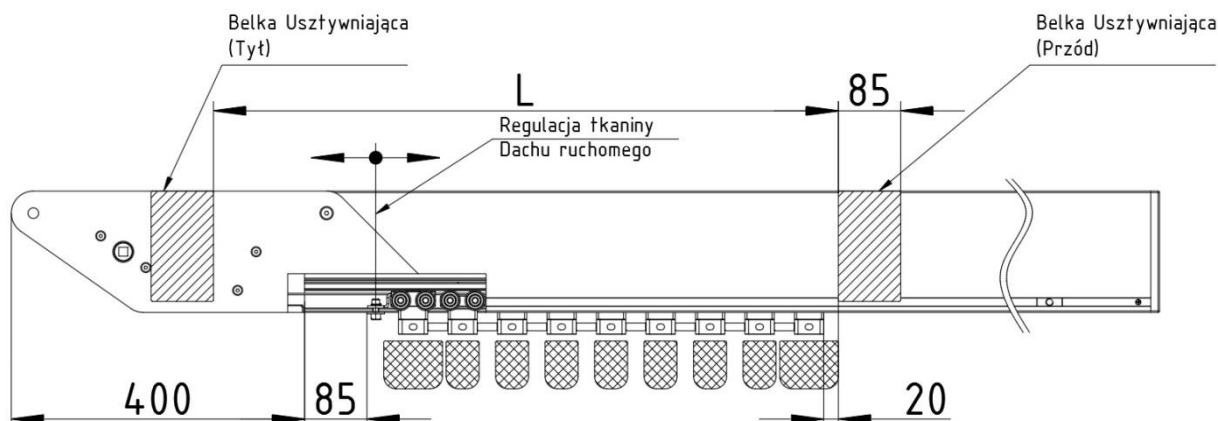 Belka Usztywniająca
(Tył)
Belka Usztywniająca
(Przód)
L
85
Regulacja tkaniny
Dachu ruchomego
400
85
20